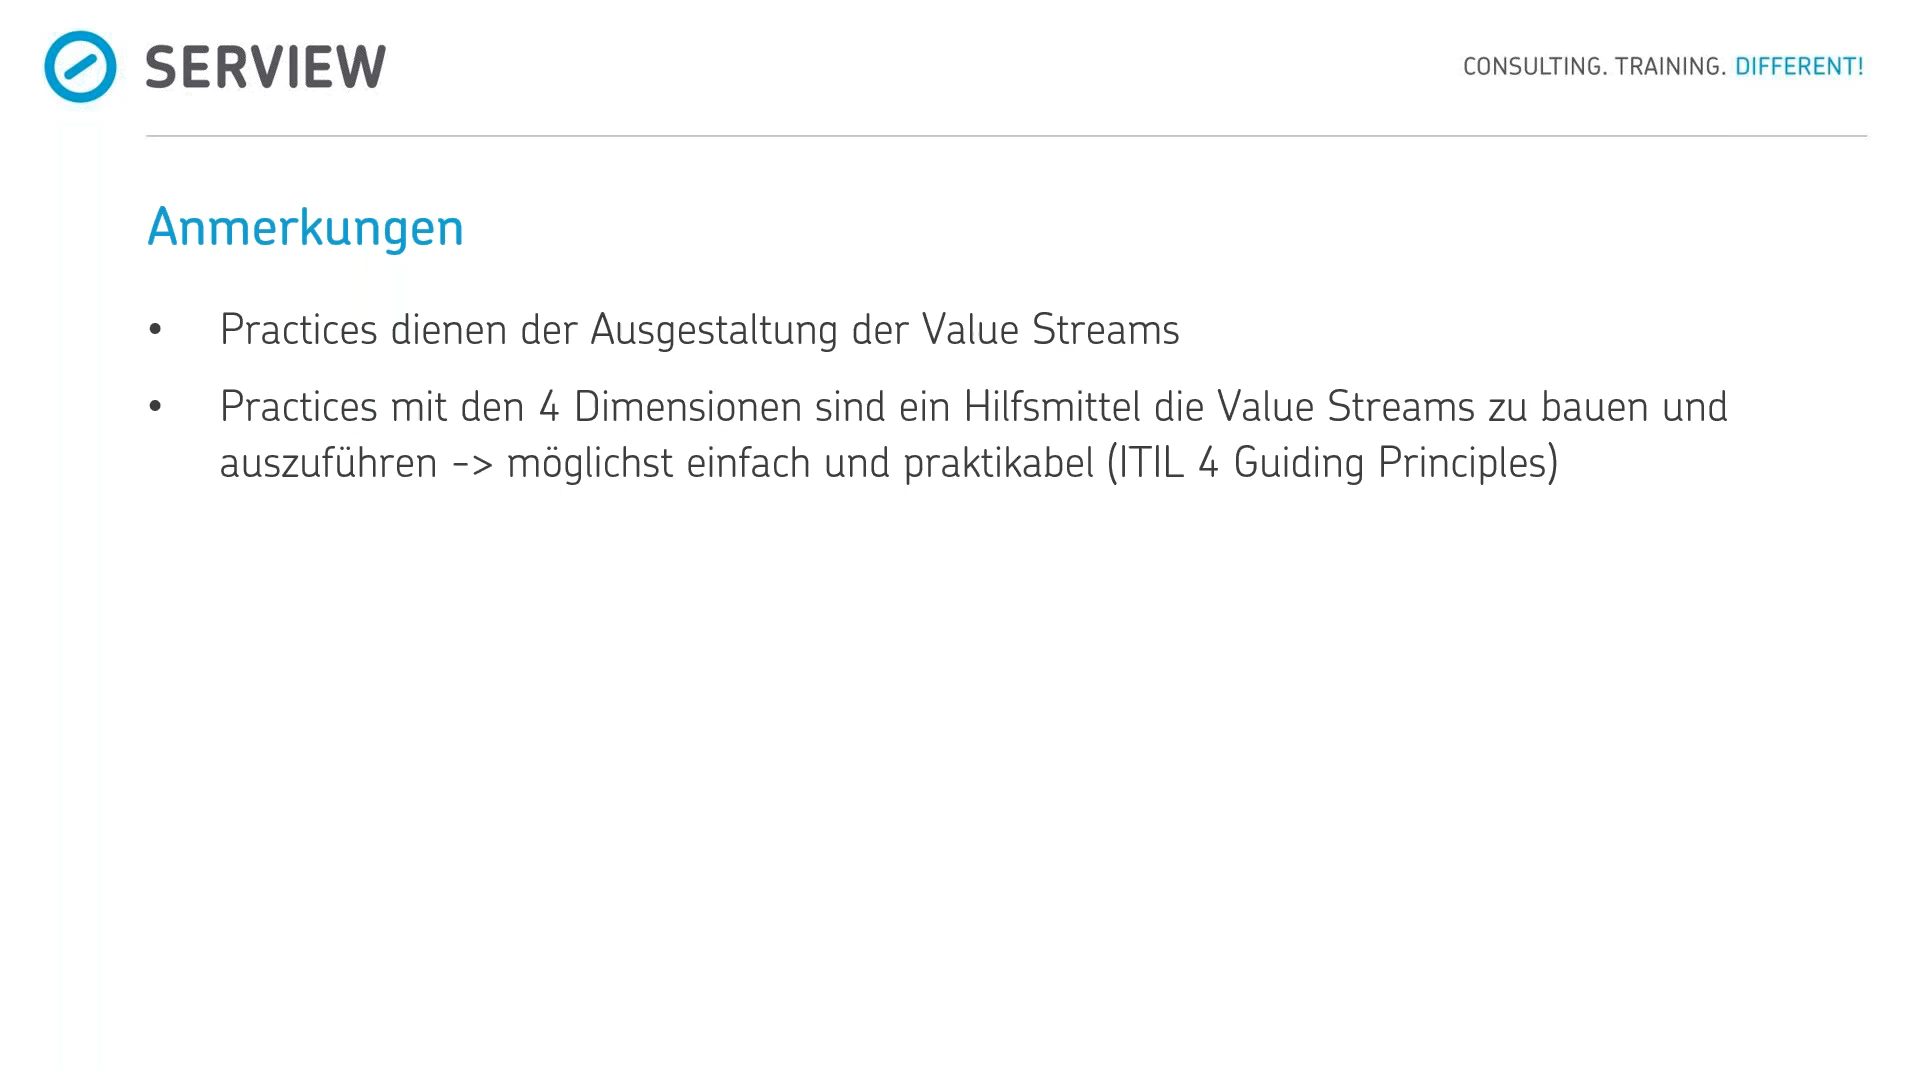 SERVIEW
CONSULTING. TRAINING. DIFFERENT!
Anmerkungen
• Practices dienen der Ausgestaltung der Value Streams
• Practices mit den 4 Dimensionen sind ein Hilfsmittel die Value Streams zu bauen und
auszuführen -> möglichst einfach und praktikabel (ITIL 4 Guiding Principles)